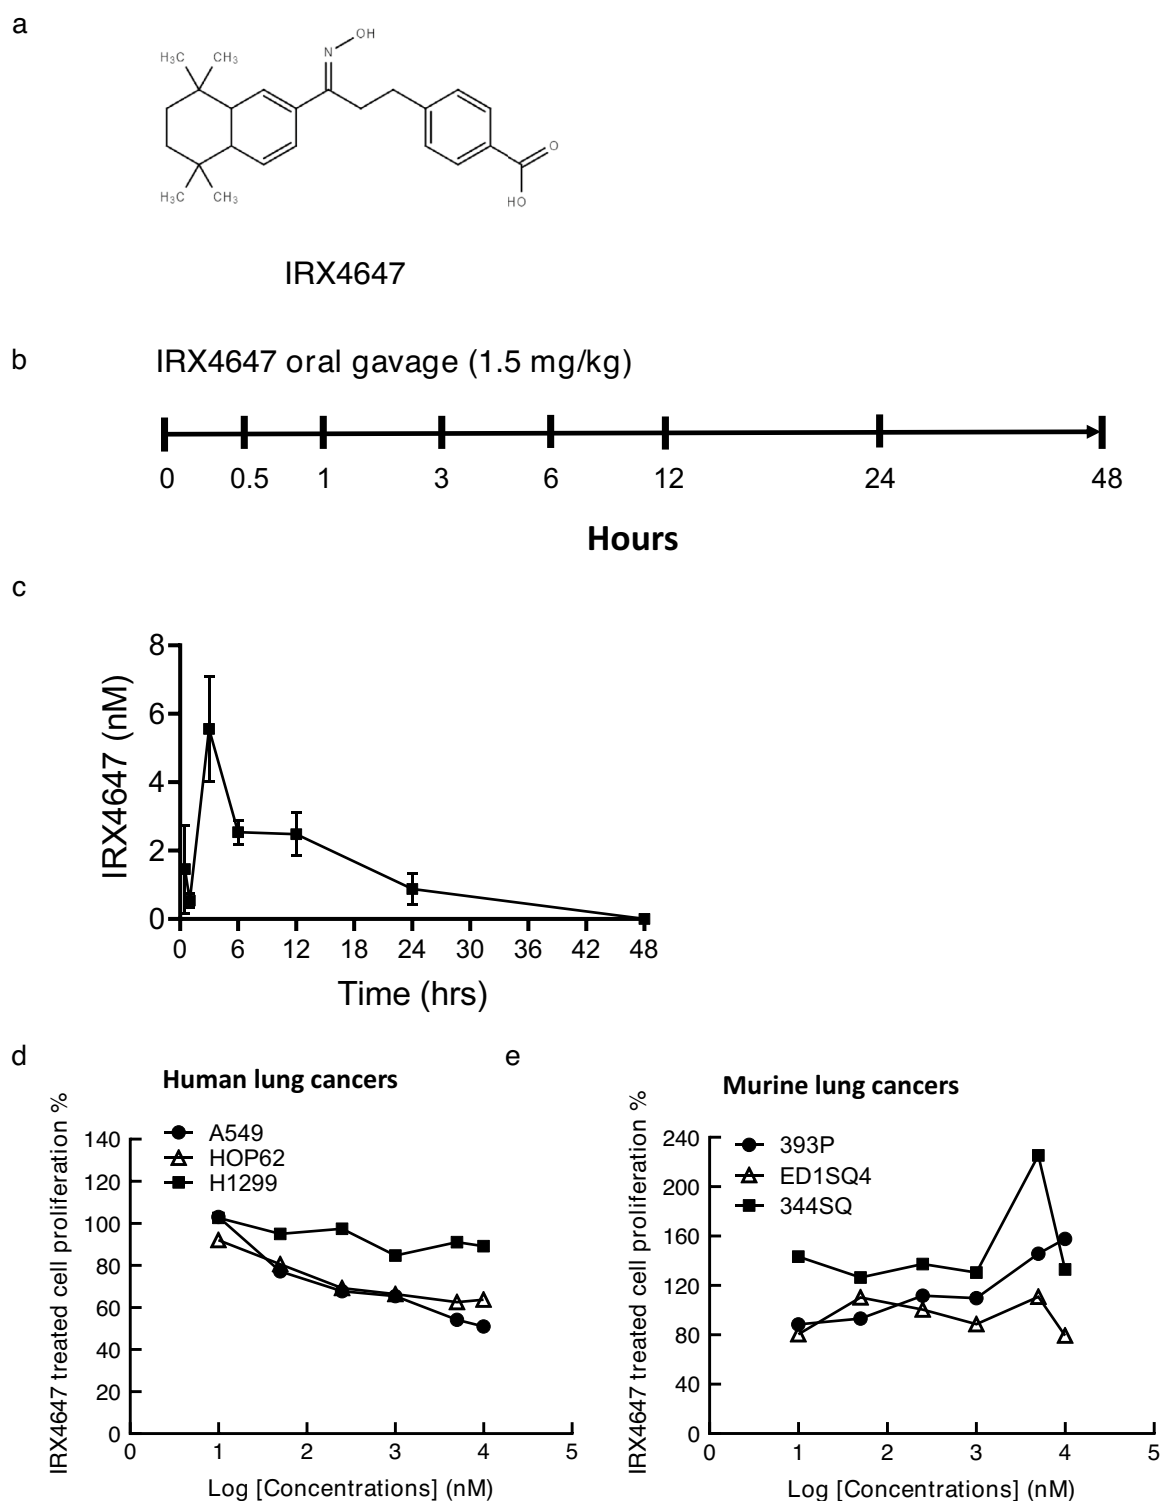 a
OH
N
H₃C
CH₃
O
HO
H₃C
CH₃
IRX4647
b
IRX4647 oral gavage (1.5 mg/kg)
0 0.5 1 3 6 12 24 48
Hours
c
IRX4647 (nM)
8
6
4
2
0
0 6 12 18 24 30 36 42 48
Time (hrs)
d
Human lung cancers
IRX4647 treated cell proliferation %
A549
HOP62
H1299
140
120
100
80
60
40
20
0
0 1 2 3 4 5
Log [Concentrations] (nM)
e
Murine lung cancers
IRX4647 treated cell proliferation %
393P
ED1SQ4
344SQ
240
200
160
120
80
40
0
0 1 2 3 4 5
Log [Concentrations] (nM)